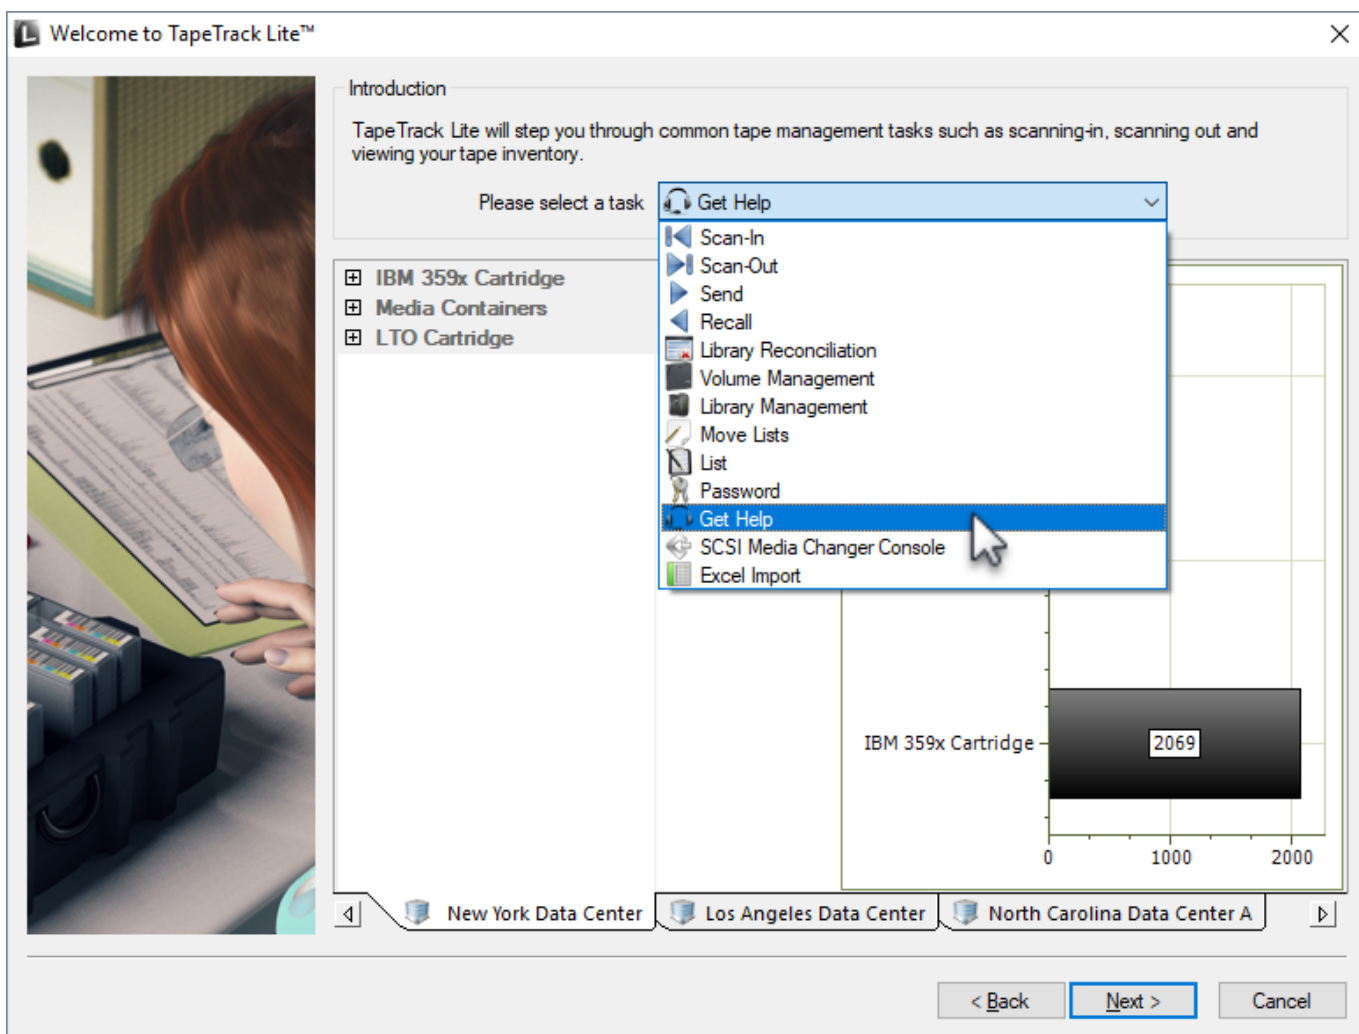 Welcome to TapeTrack Lite™
Introduction
TapeTrack Lite will step you through common tape management tasks such as scanning-in, scanning out and
viewing your tape inventory.
Please select a task
Get Help
Scan-In
Scan-Out
Send
Recall
Library Reconciliation
Volume Management
Library Management
Move Lists
List
Password
Get Help
SCSI Media Changer Console
Excel Import
IBM 359x Cartridge
Media Containers
LTO Cartridge
IBM 359x Cartridge
2069
0 1000 2000
New York Data Center
Los Angeles Data Center
North Carolina Data Center A
< Back
Next >
Cancel